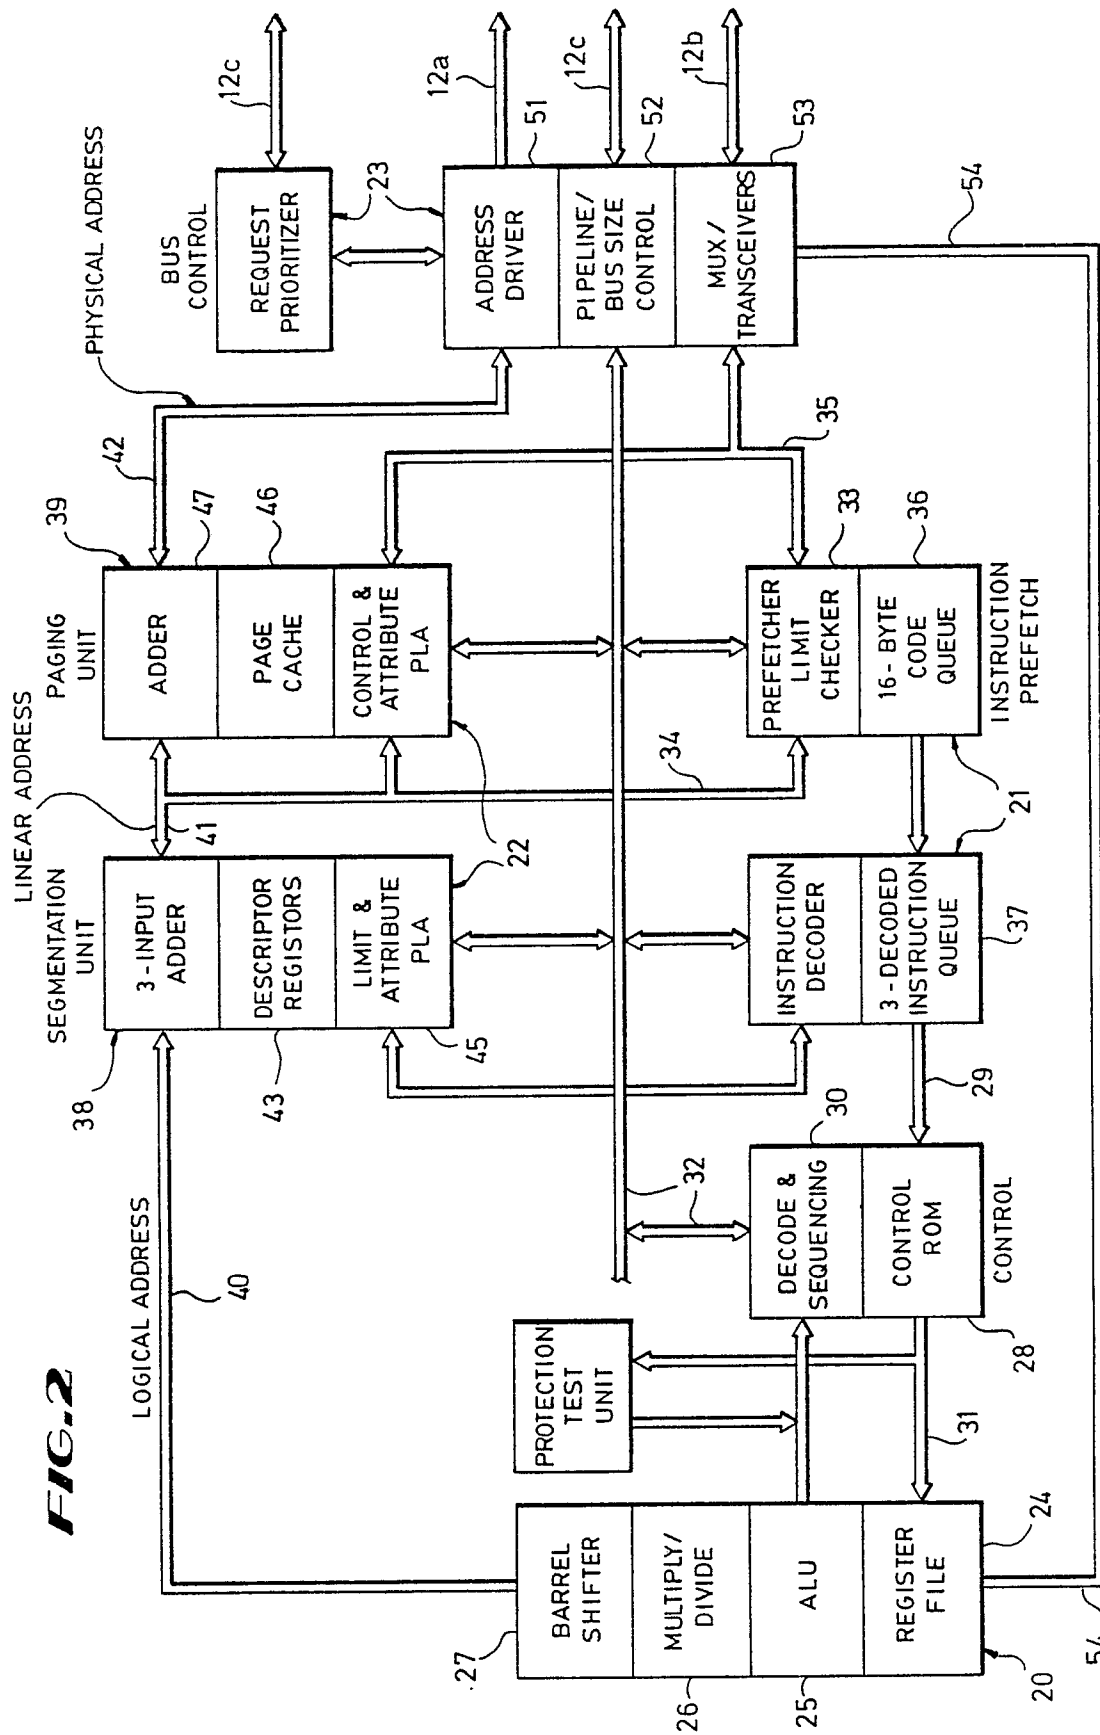 FIG.2
SEGMENTATION
UNIT
LINEAR ADDRESS
PAGING
UNIT
PHYSICAL ADDRESS
BUS
CONTROL
12c
LOGICAL ADDRESS
40
38
3-INPUT
ADDER
41
39
ADDER
47
42
REQUEST
PRIORITIZER
23
DESCRIPTOR
REGISTORS
43
PAGE
CACHE
46
LIMIT &
ATTRIBUTE
PLA
45
22
CONTROL &
ATTRIBUTE
PLA
ADDRESS
DRIVER
51
12a
27
BARREL
SHIFTER
PROTECTION
TEST
UNIT
32
34
PIPELINE/
BUS SIZE
CONTROL
52
12c
26
MULTIPLY/
DIVIDE
MUX/
TRANSCEIVERS
53
12b
35
25
ALU
DECODE &
SEQUENCING
30
INSTRUCTION
DECODER
PREFETCHER
LIMIT
CHECKER
33
REGISTER
FILE
24
31
CONTROL
ROM
28
29
3-DECODED
INSTRUCTION
QUEUE
37
21
16-BYTE
CODE
QUEUE
36
20
CONTROL
INSTRUCTION
PREFETCH
54
54